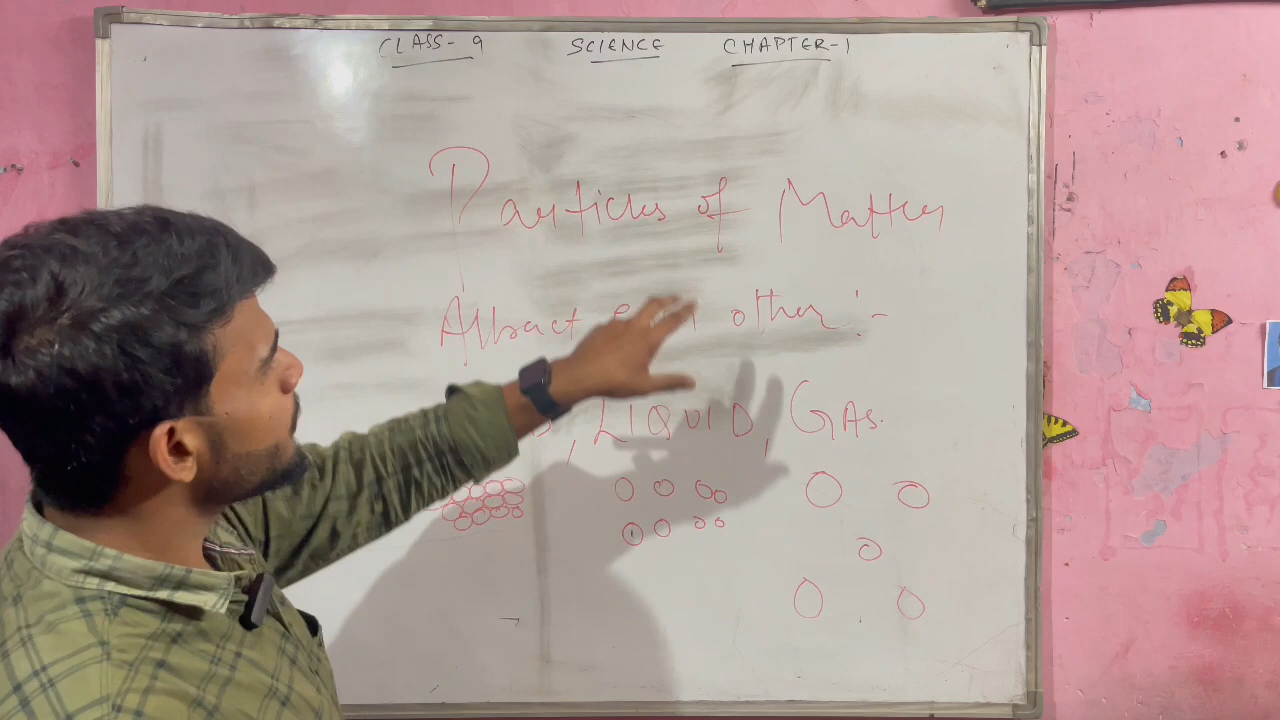 CLASS-9 SCIENCE CHAPTER-1
Particles of Matter
Attract other :-
, LIQUID, GAS.